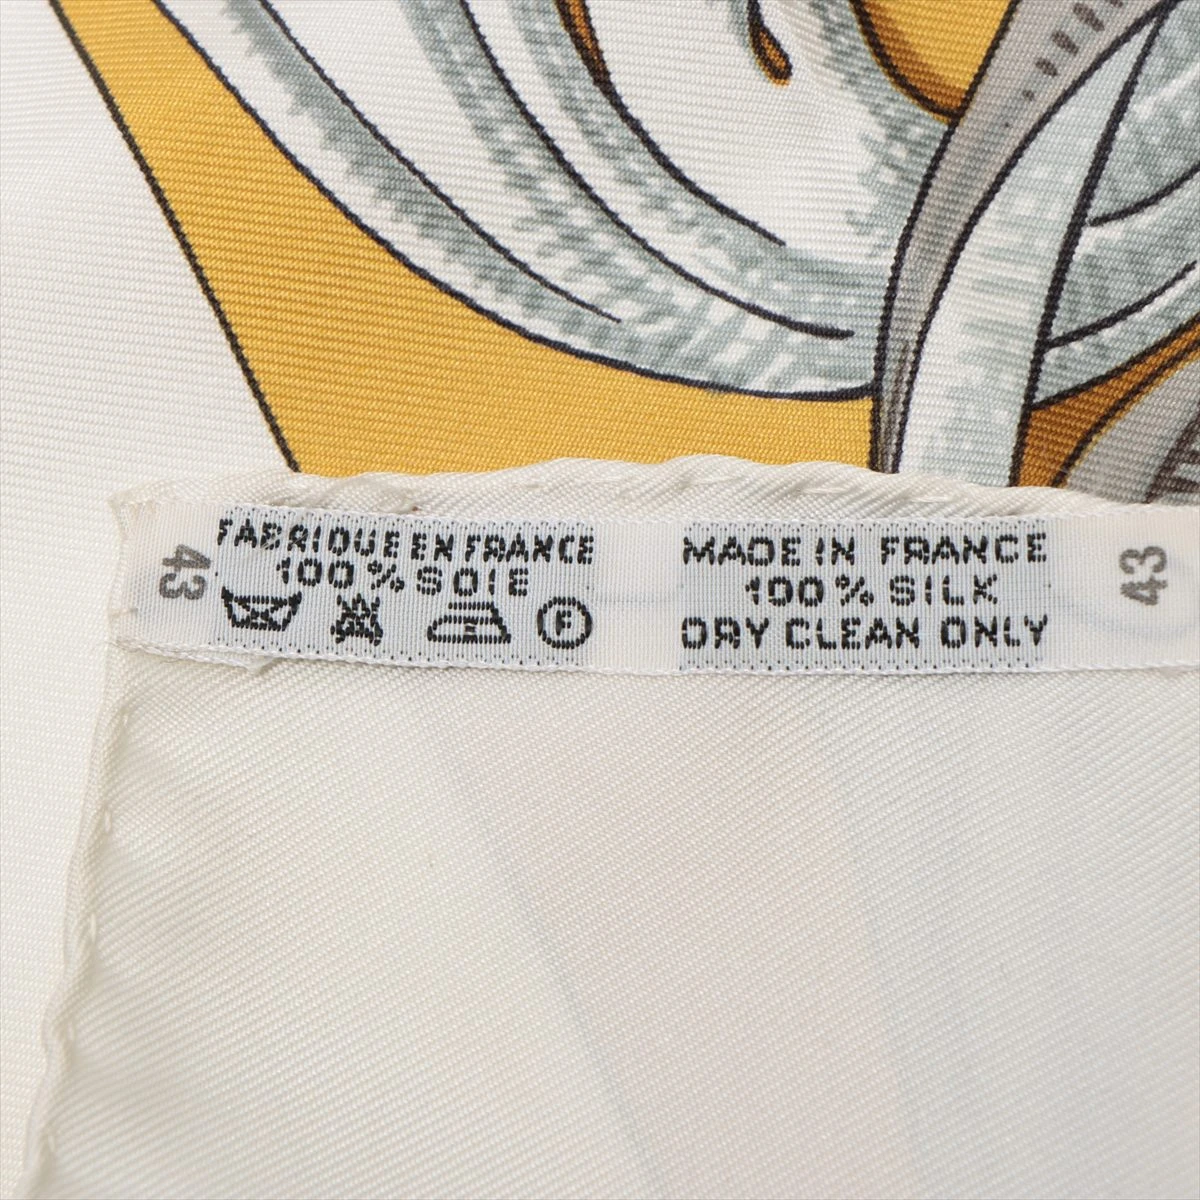 43
FABRIQUE EN FRANCE
100% SOIE
F
MADE IN FRANCE
100% SILK
DRY CLEAN ONLY
43